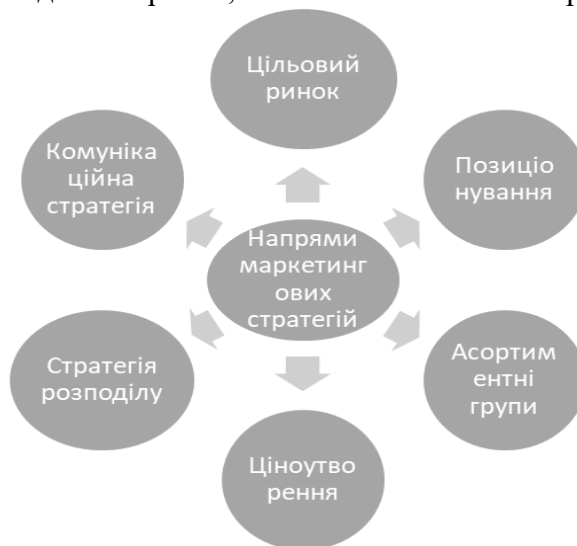 Цільовий
ринок
Комуніка
ційна
стратегія
Позиціо
нування
Напрями
маркетинг
ових
стратегій
Стратегія
розподілу
Асортим
ентні
групи
Ціноутво
рення